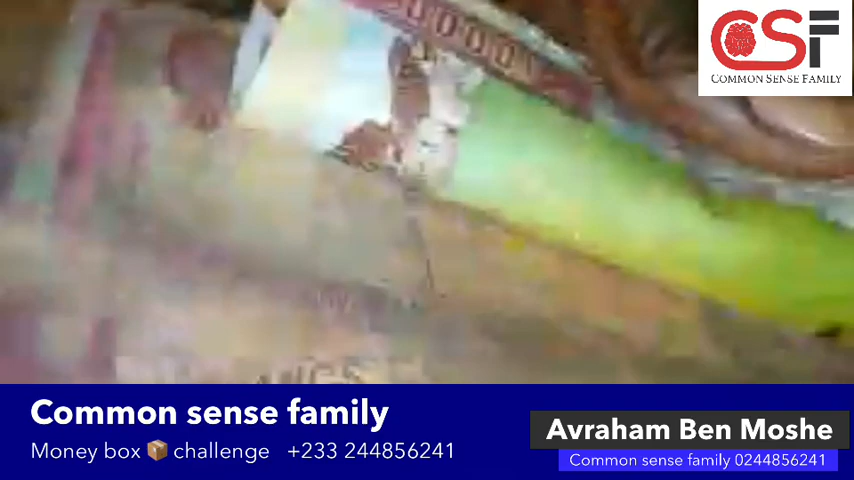 CSF
COMMON SENSE FAMILY
Common sense family
Money box 📦 challenge +233 244856241
Avraham Ben Moshe
Common sense family 0244856241